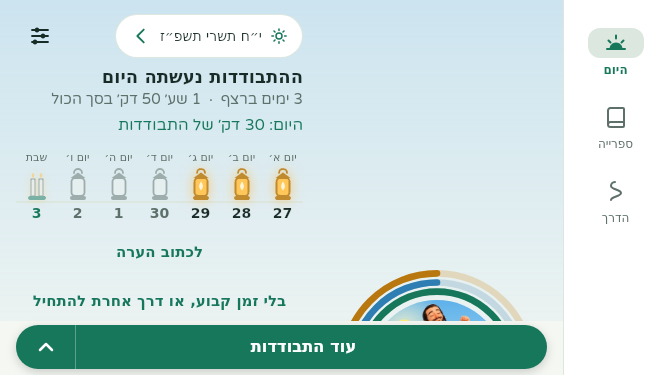 היום
ספרייה
הדרך
י״ח תשרי תשפ״ז
ההתבודדות נעשתה היום
3 ימים ברצף · 1 שע׳ 50 דק׳ בסך הכול
היום: 30 דק׳ של התבודדות
יום א׳ יום ב׳ יום ג׳ יום ד׳ יום ה׳ יום ו׳ שבת
27 28 29 30 1 2 3
לכתוב הערה
בלי זמן קבוע, או דרך אחרת להתחיל
עוד התבודדות